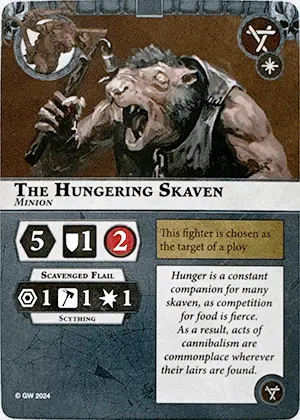 The Hungering Skaven
Minion
5 1 2
This fighter is chosen as
the target of a ploy
Scavenged Flail
1 1 1
Scything
Hunger is a constant
companion for many
skaven, as competition
for food is fierce.
As a result, acts of
cannibalism are
commonplace wherever
their lairs are found.
© GW 2024